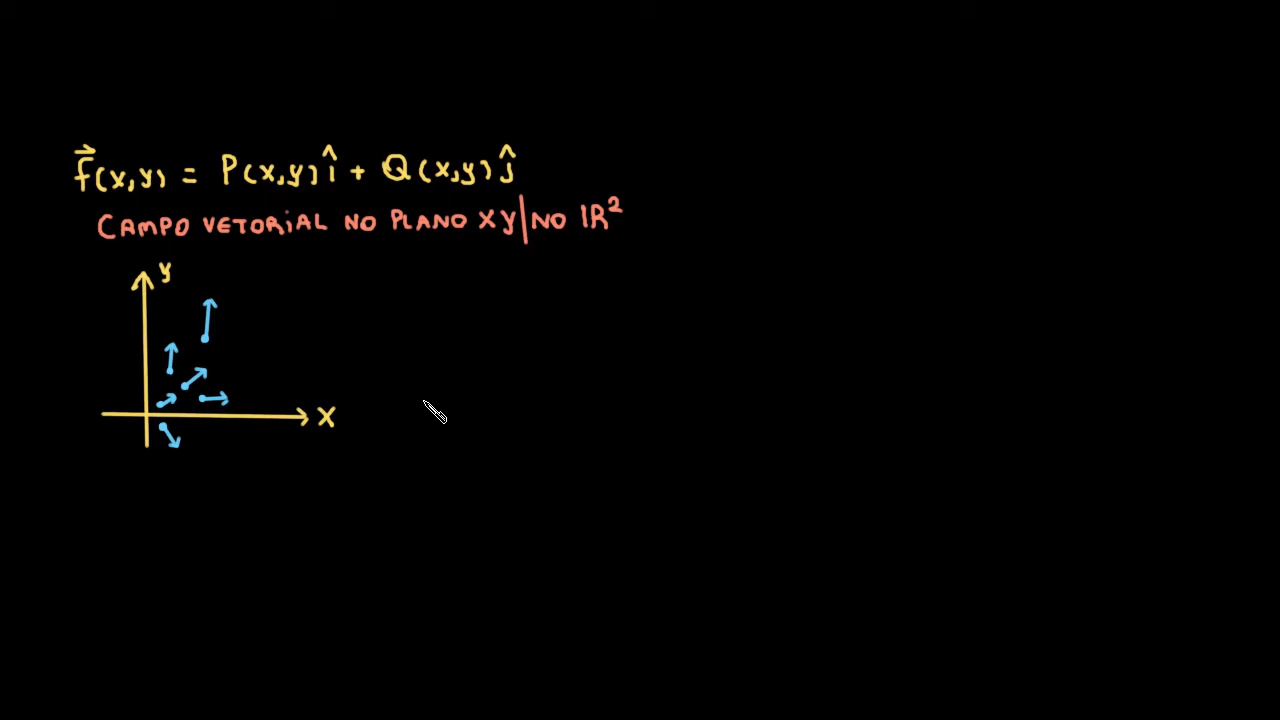 f⃗(x,y) = P(x,y)î + Q(x,y)ĵ
CAMPO VETORIAL NO PLANO XY|NO IR²
y
X